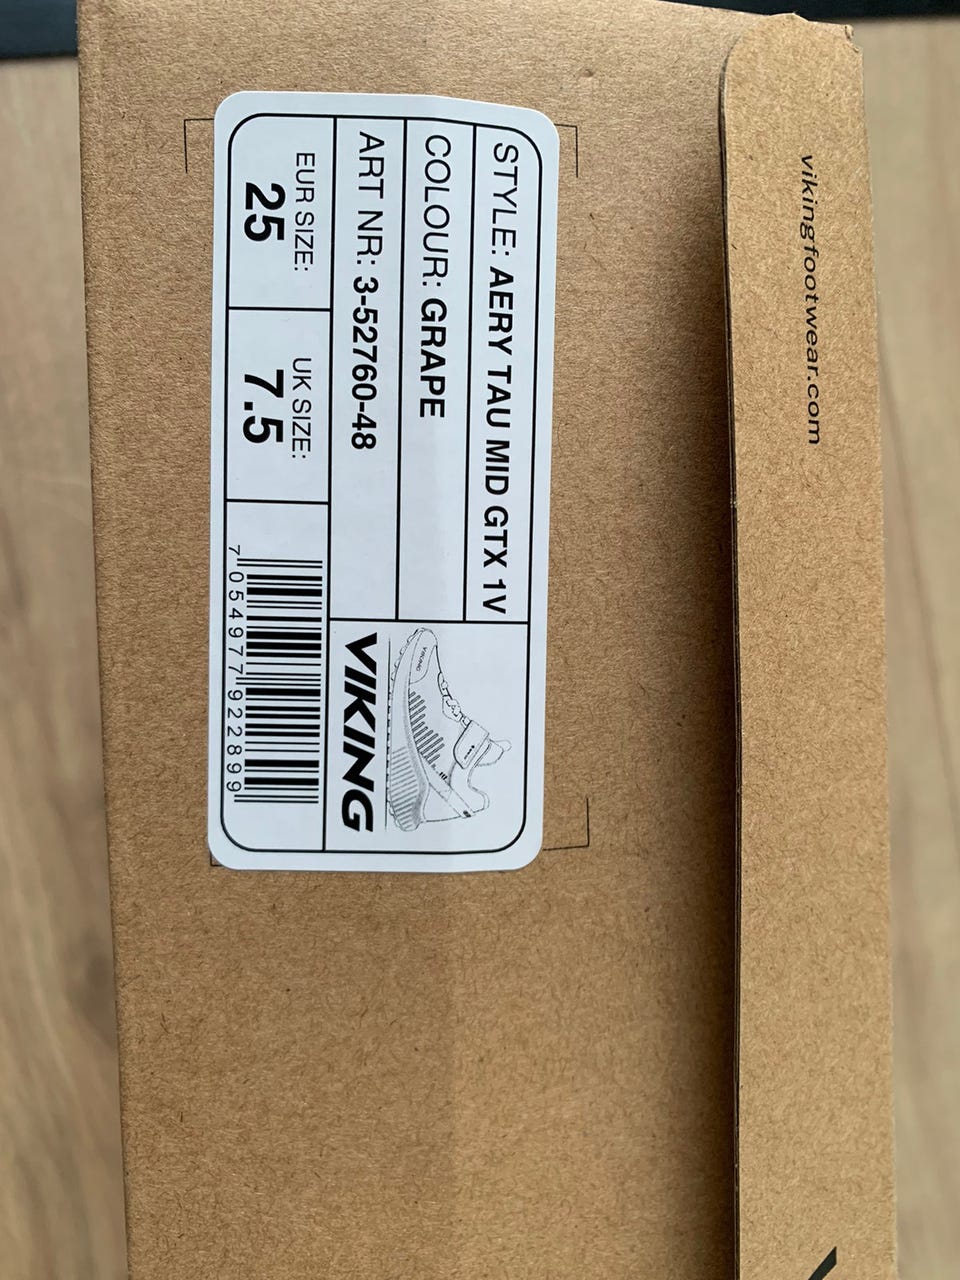 vikingfootwear.com
STYLE: AERY TAU MID GTX 1V
COLOUR: GRAPE
ART NR: 3-52760-48
VIKING
EUR SIZE:
25
UK SIZE:
7.5
7 054977 922899